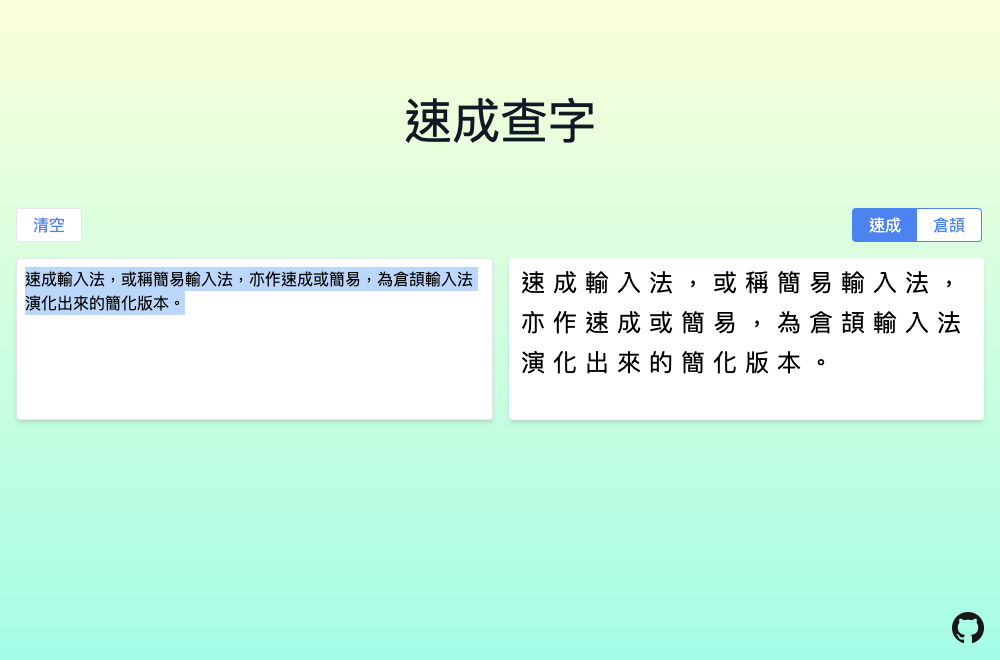 速成查字
清空
速成
倉頡
速成輸入法，或稱簡易輸入法，亦作速成或簡易，為倉頡輸入法
演化出來的簡化版本。
速成輸入法，或稱簡易輸入法，
亦作速成或簡易，為倉頡輸入法
演化出來的簡化版本。